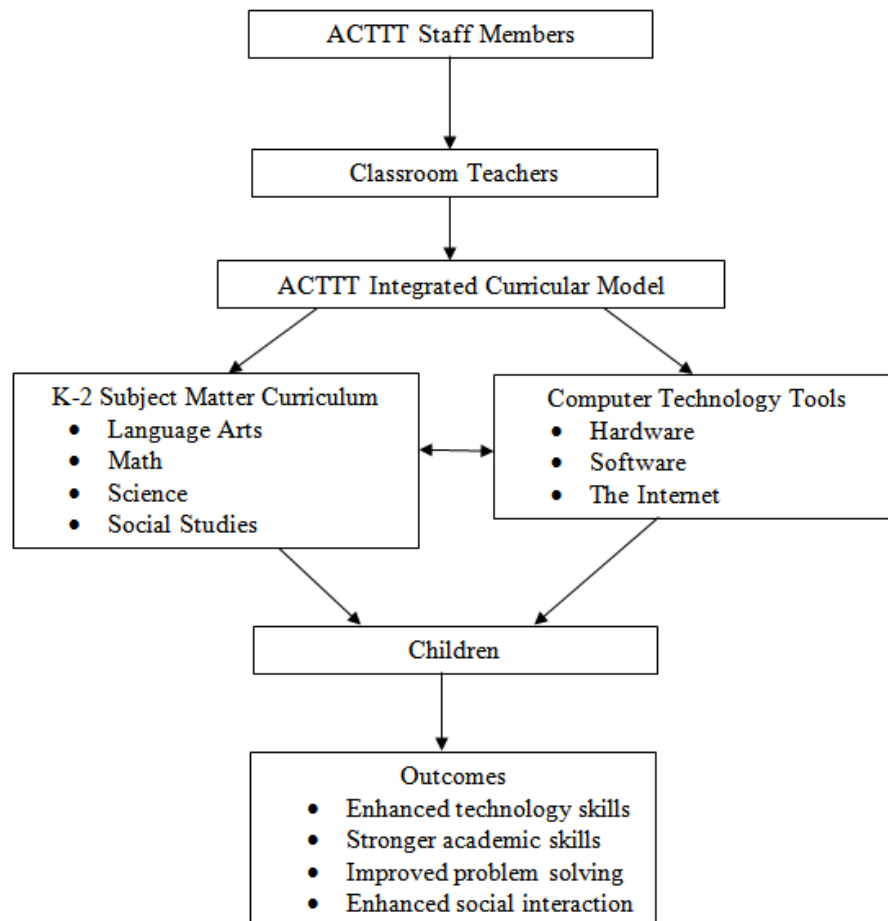 ACTTT Staff Members
Classroom Teachers
ACTTT Integrated Curricular Model
K-2 Subject Matter Curriculum
• Language Arts
• Math
• Science
• Social Studies
Computer Technology Tools
• Hardware
• Software
• The Internet
Children
Outcomes
• Enhanced technology skills
• Stronger academic skills
• Improved problem solving
• Enhanced social interaction